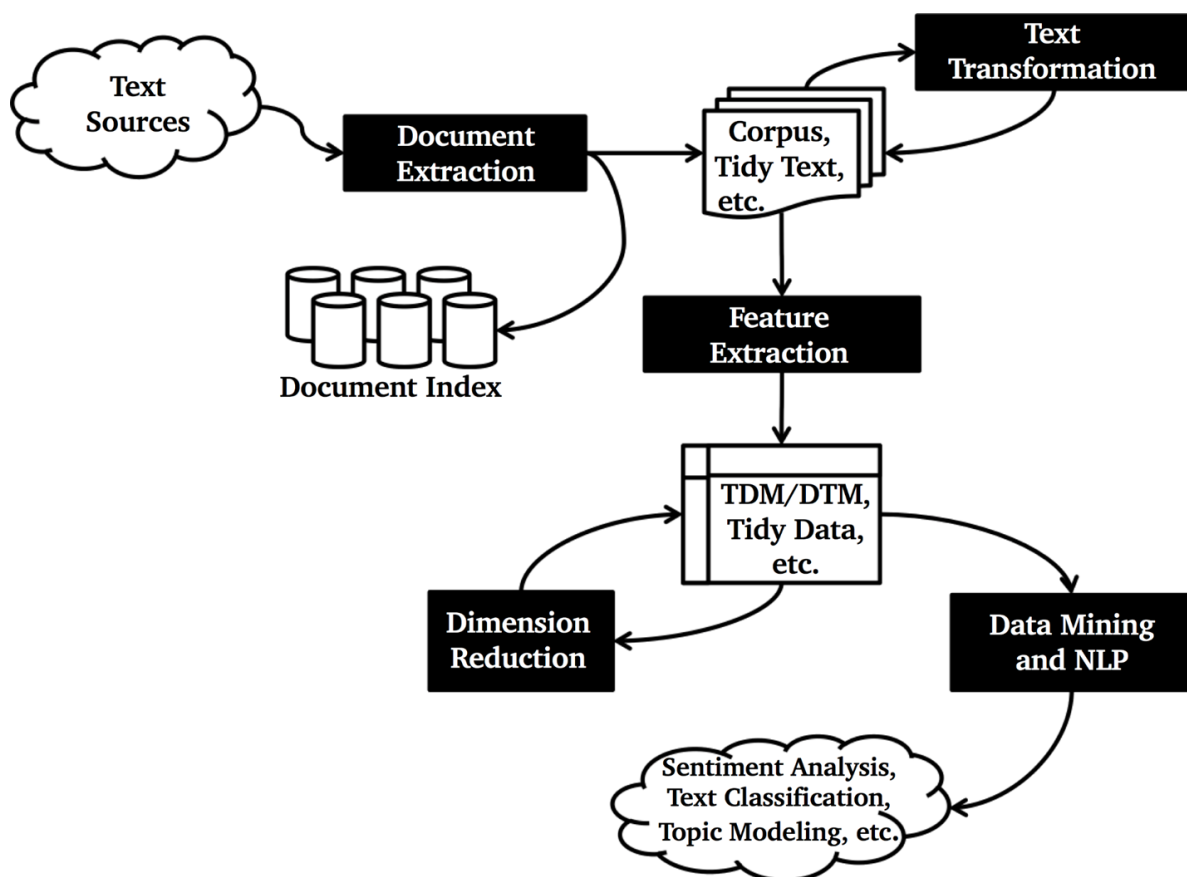 Text
Sources
Document
Extraction
Corpus,
Tidy Text,
etc.
Text
Transformation
Document Index
Feature
Extraction
TDM/DTM,
Tidy Data,
etc.
Dimension
Reduction
Data Mining
and NLP
Sentiment Analysis,
Text Classification,
Topic Modeling, etc.